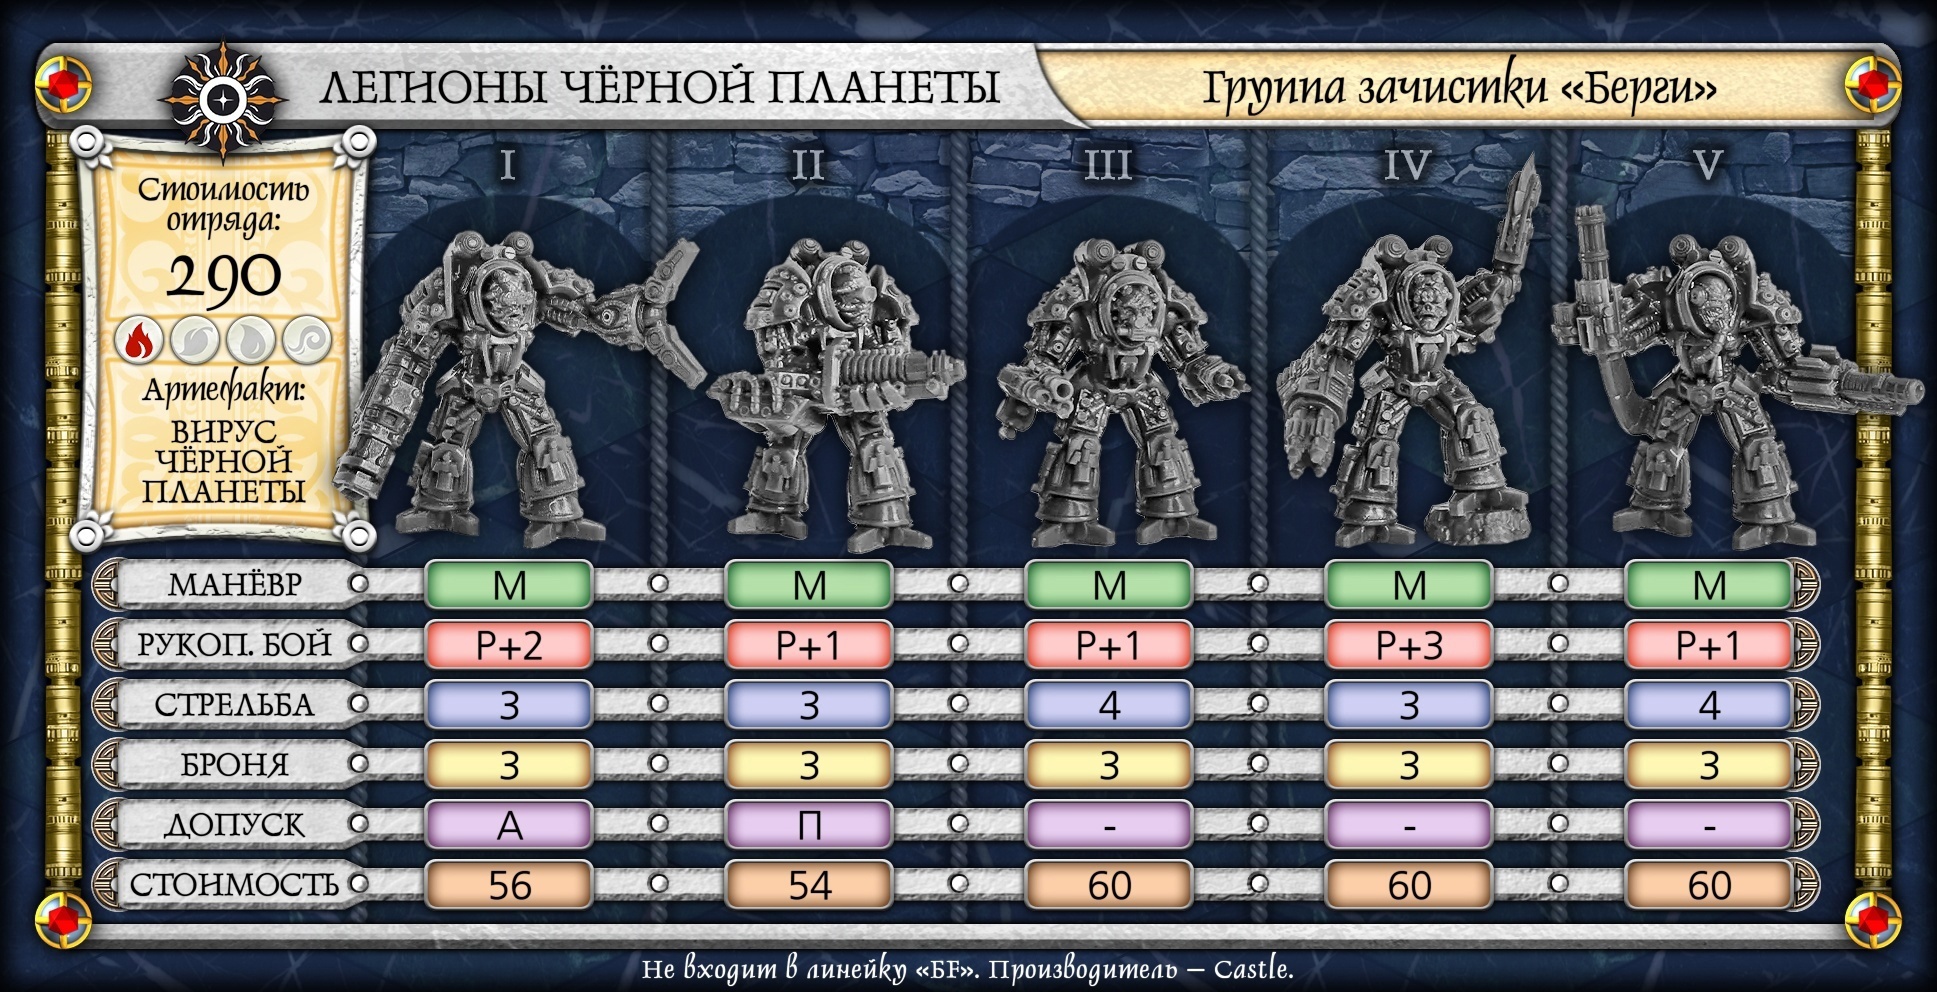 ЛЕГИОНЫ ЧЁРНОЙ ПЛАНЕТЫ
Группа зачистки «Берги»
Стоимость
отряда:
290
Артефакт:
ВИРУС
ЧЁРНОЙ
ПЛАНЕТЫ
I II III IV V
МАНЁВР М М М М М
РУКОП. БОЙ Р+2 Р+1 Р+1 Р+3 Р+1
СТРЕЛЬБА 3 3 4 3 4
БРОНЯ 3 3 3 3 3
ДОПУСК А П - - -
СТОИМОСТЬ 56 54 60 60 60
Не входит в линейку «БF». Производитель — Castle.